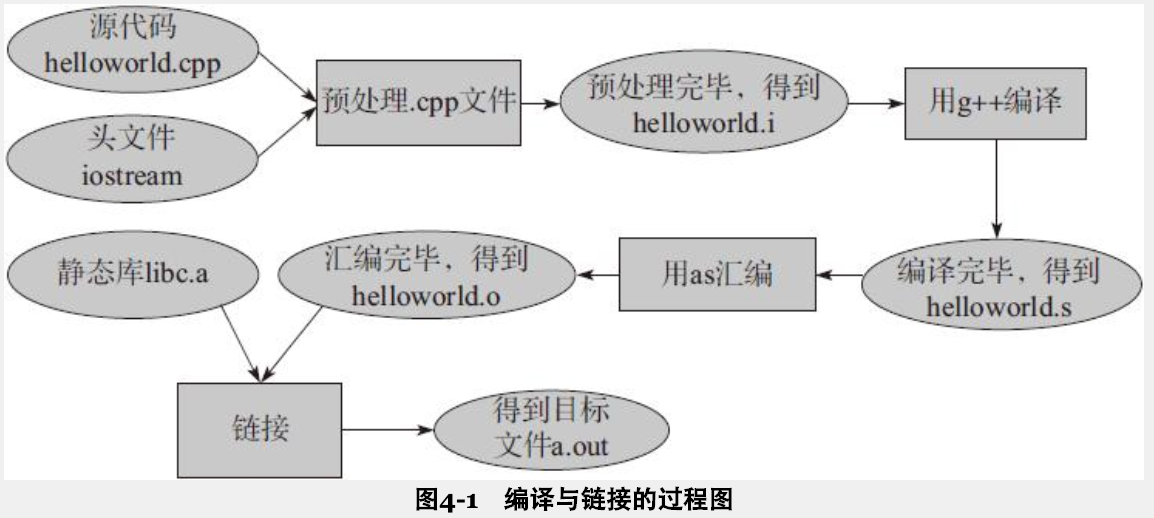 源代码
helloworld.cpp
头文件
iostream
预处理.cpp文件
预处理完�，得到
helloworld.i
用g++编译
编译完毕，得到
helloworld.s
用as汇编
汇编完毕，得到
helloworld.o
静态库libc.a
链接
得到目标
文件a.out
图4-1　编译与链接的过程图